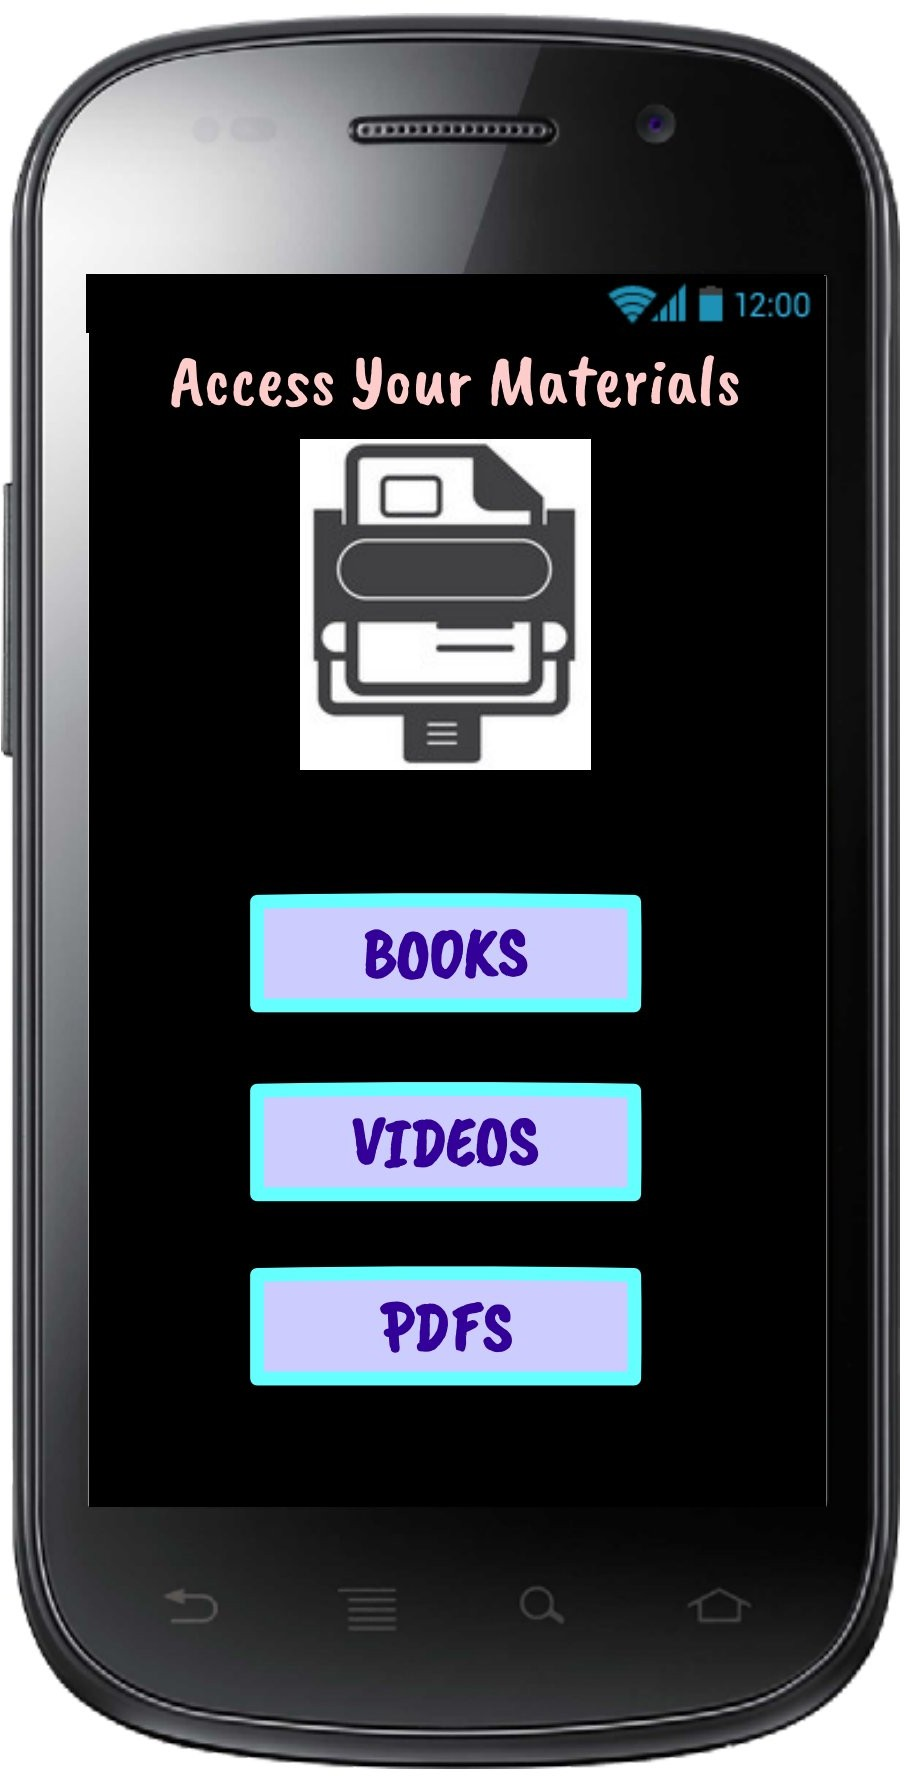 12:00
Access Your Materials
BOOKS
VIDEOS
PDFS